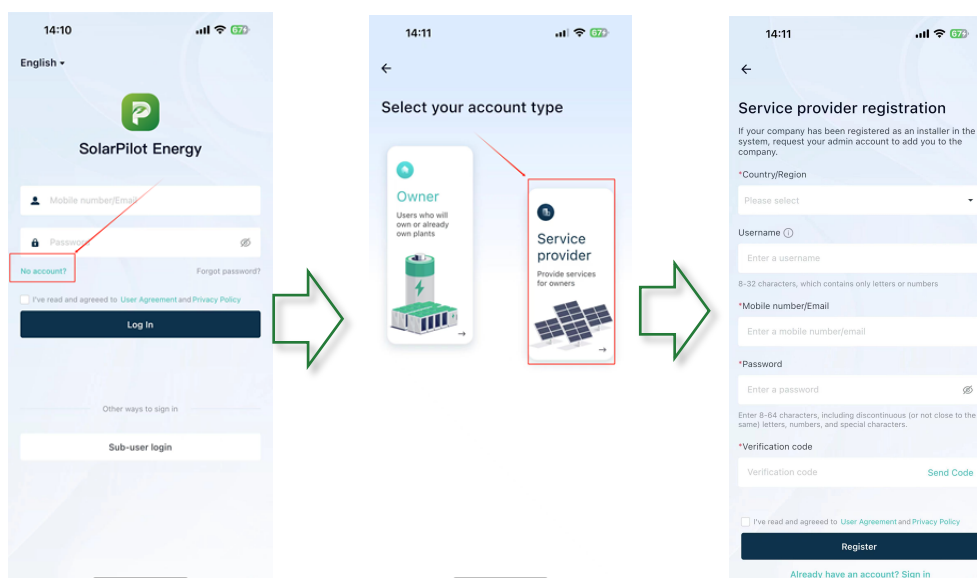 14:10
67
English
SolarPilot Energy
Mobile number/Email
Password
No account?
Forgot password?
I've read and agreeed to User Agreement and Privacy Policy
Log In
Other ways to sign in
Sub-user login
14:11
67
Select your account type
Owner
Users who will
own or already
own plants
Service
provider
Provide services
for owners
14:11
67
Service provider registration
If your company has been registered as an installer in the
system, request your admin account to add you to the
company.
*Country/Region
Please select
Username
Enter a username
8-32 characters, which contains only letters or numbers
*Mobile number/Email
Enter a mobile number/email
*Password
Enter a password
Enter 8-64 characters, including discontinuous (or not close to the
same) letters, numbers, and special characters.
*Verification code
Verification code Send Code
I've read and agreeed to User Agreement and Privacy Policy
Register
Already have an account? Sign in